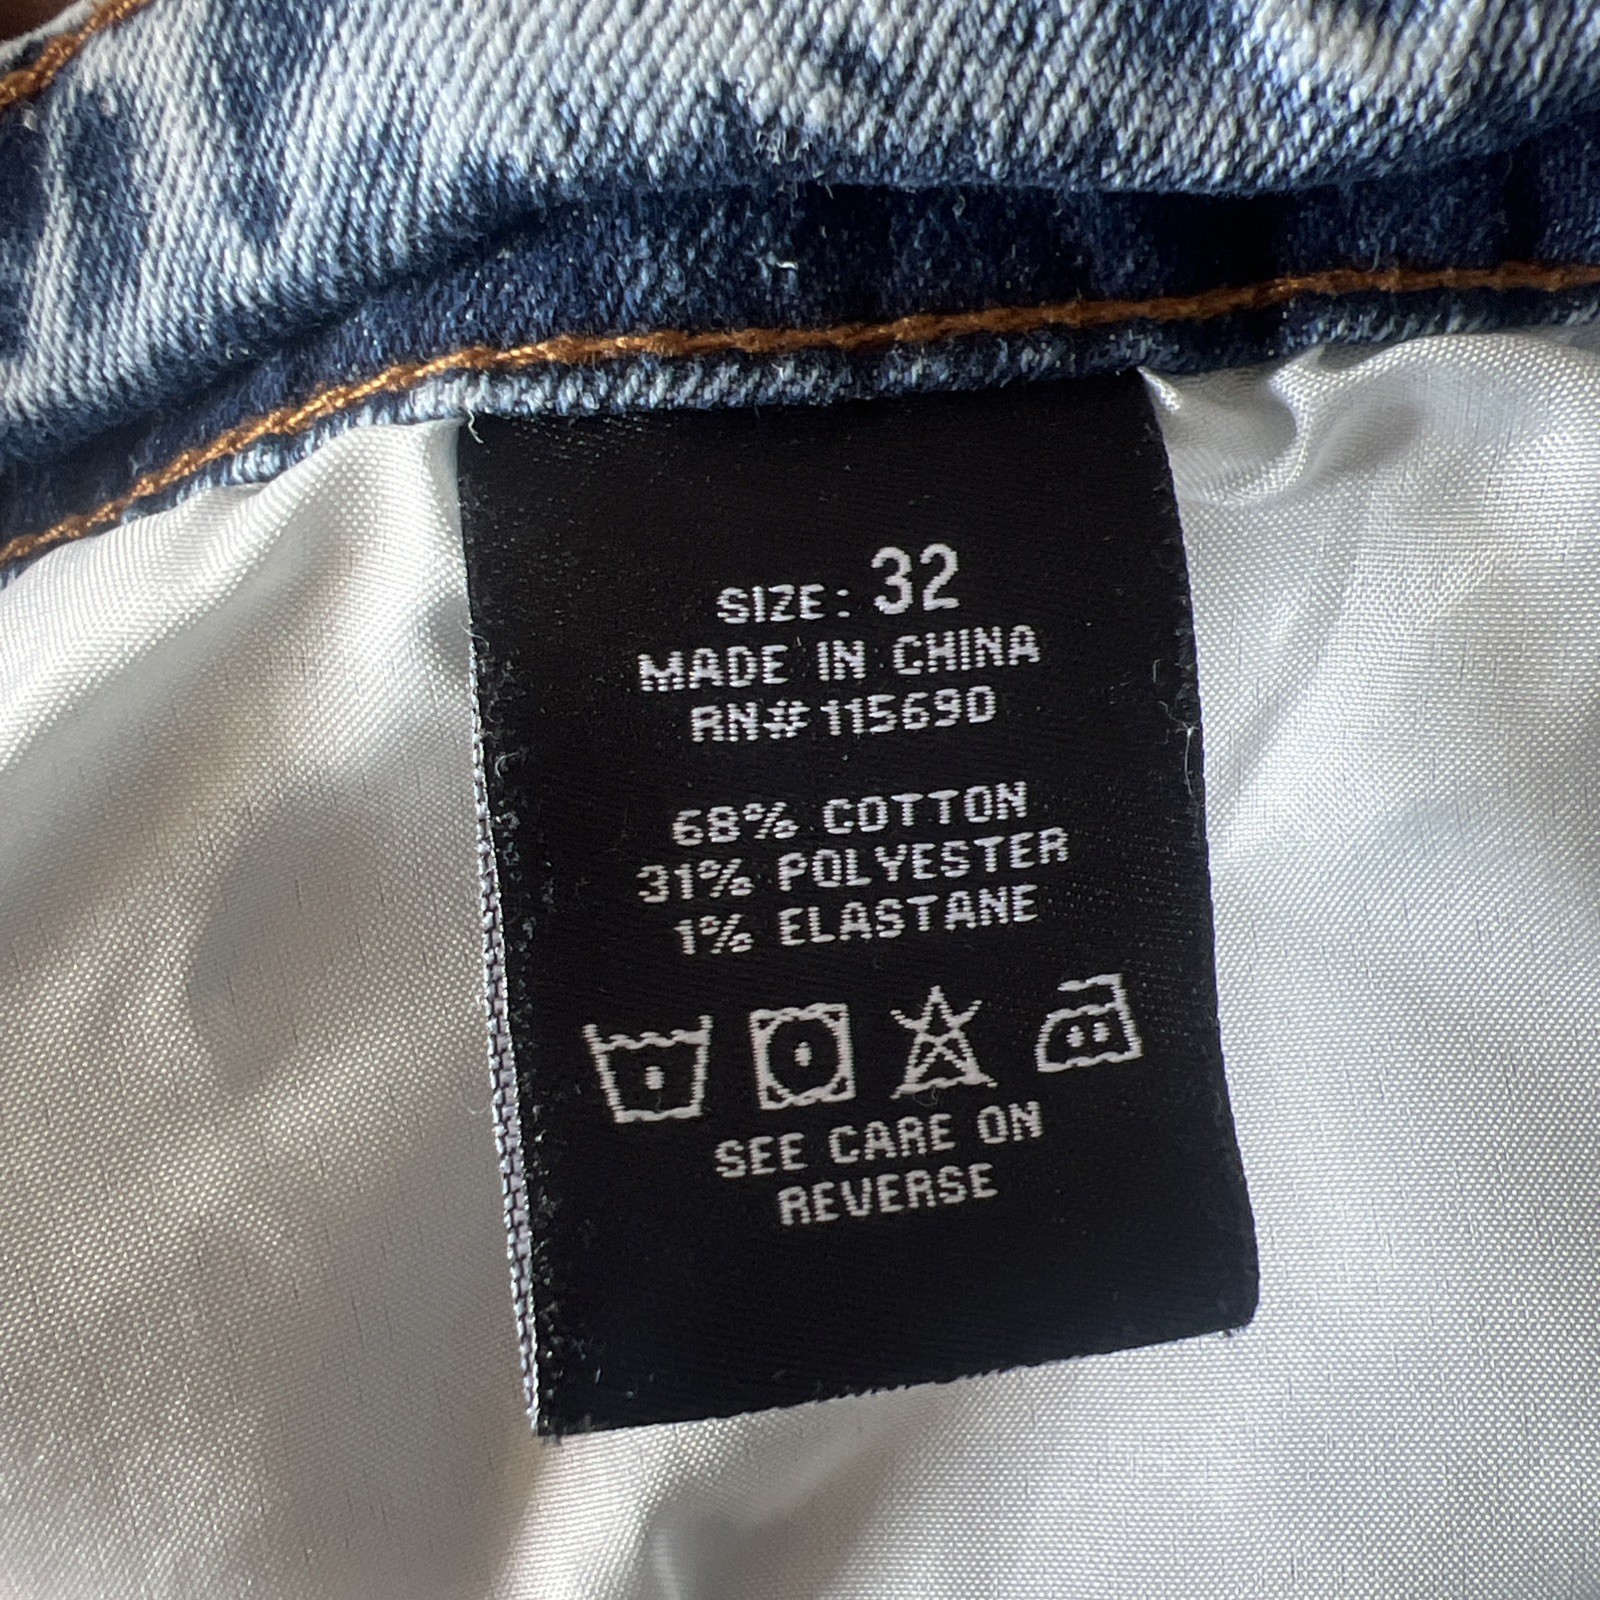 SIZE: 32
MADE IN CHINA
RN# 115690
68% COTTON
31% POLYESTER
1% ELASTANE
SEE CARE ON
REVERSE